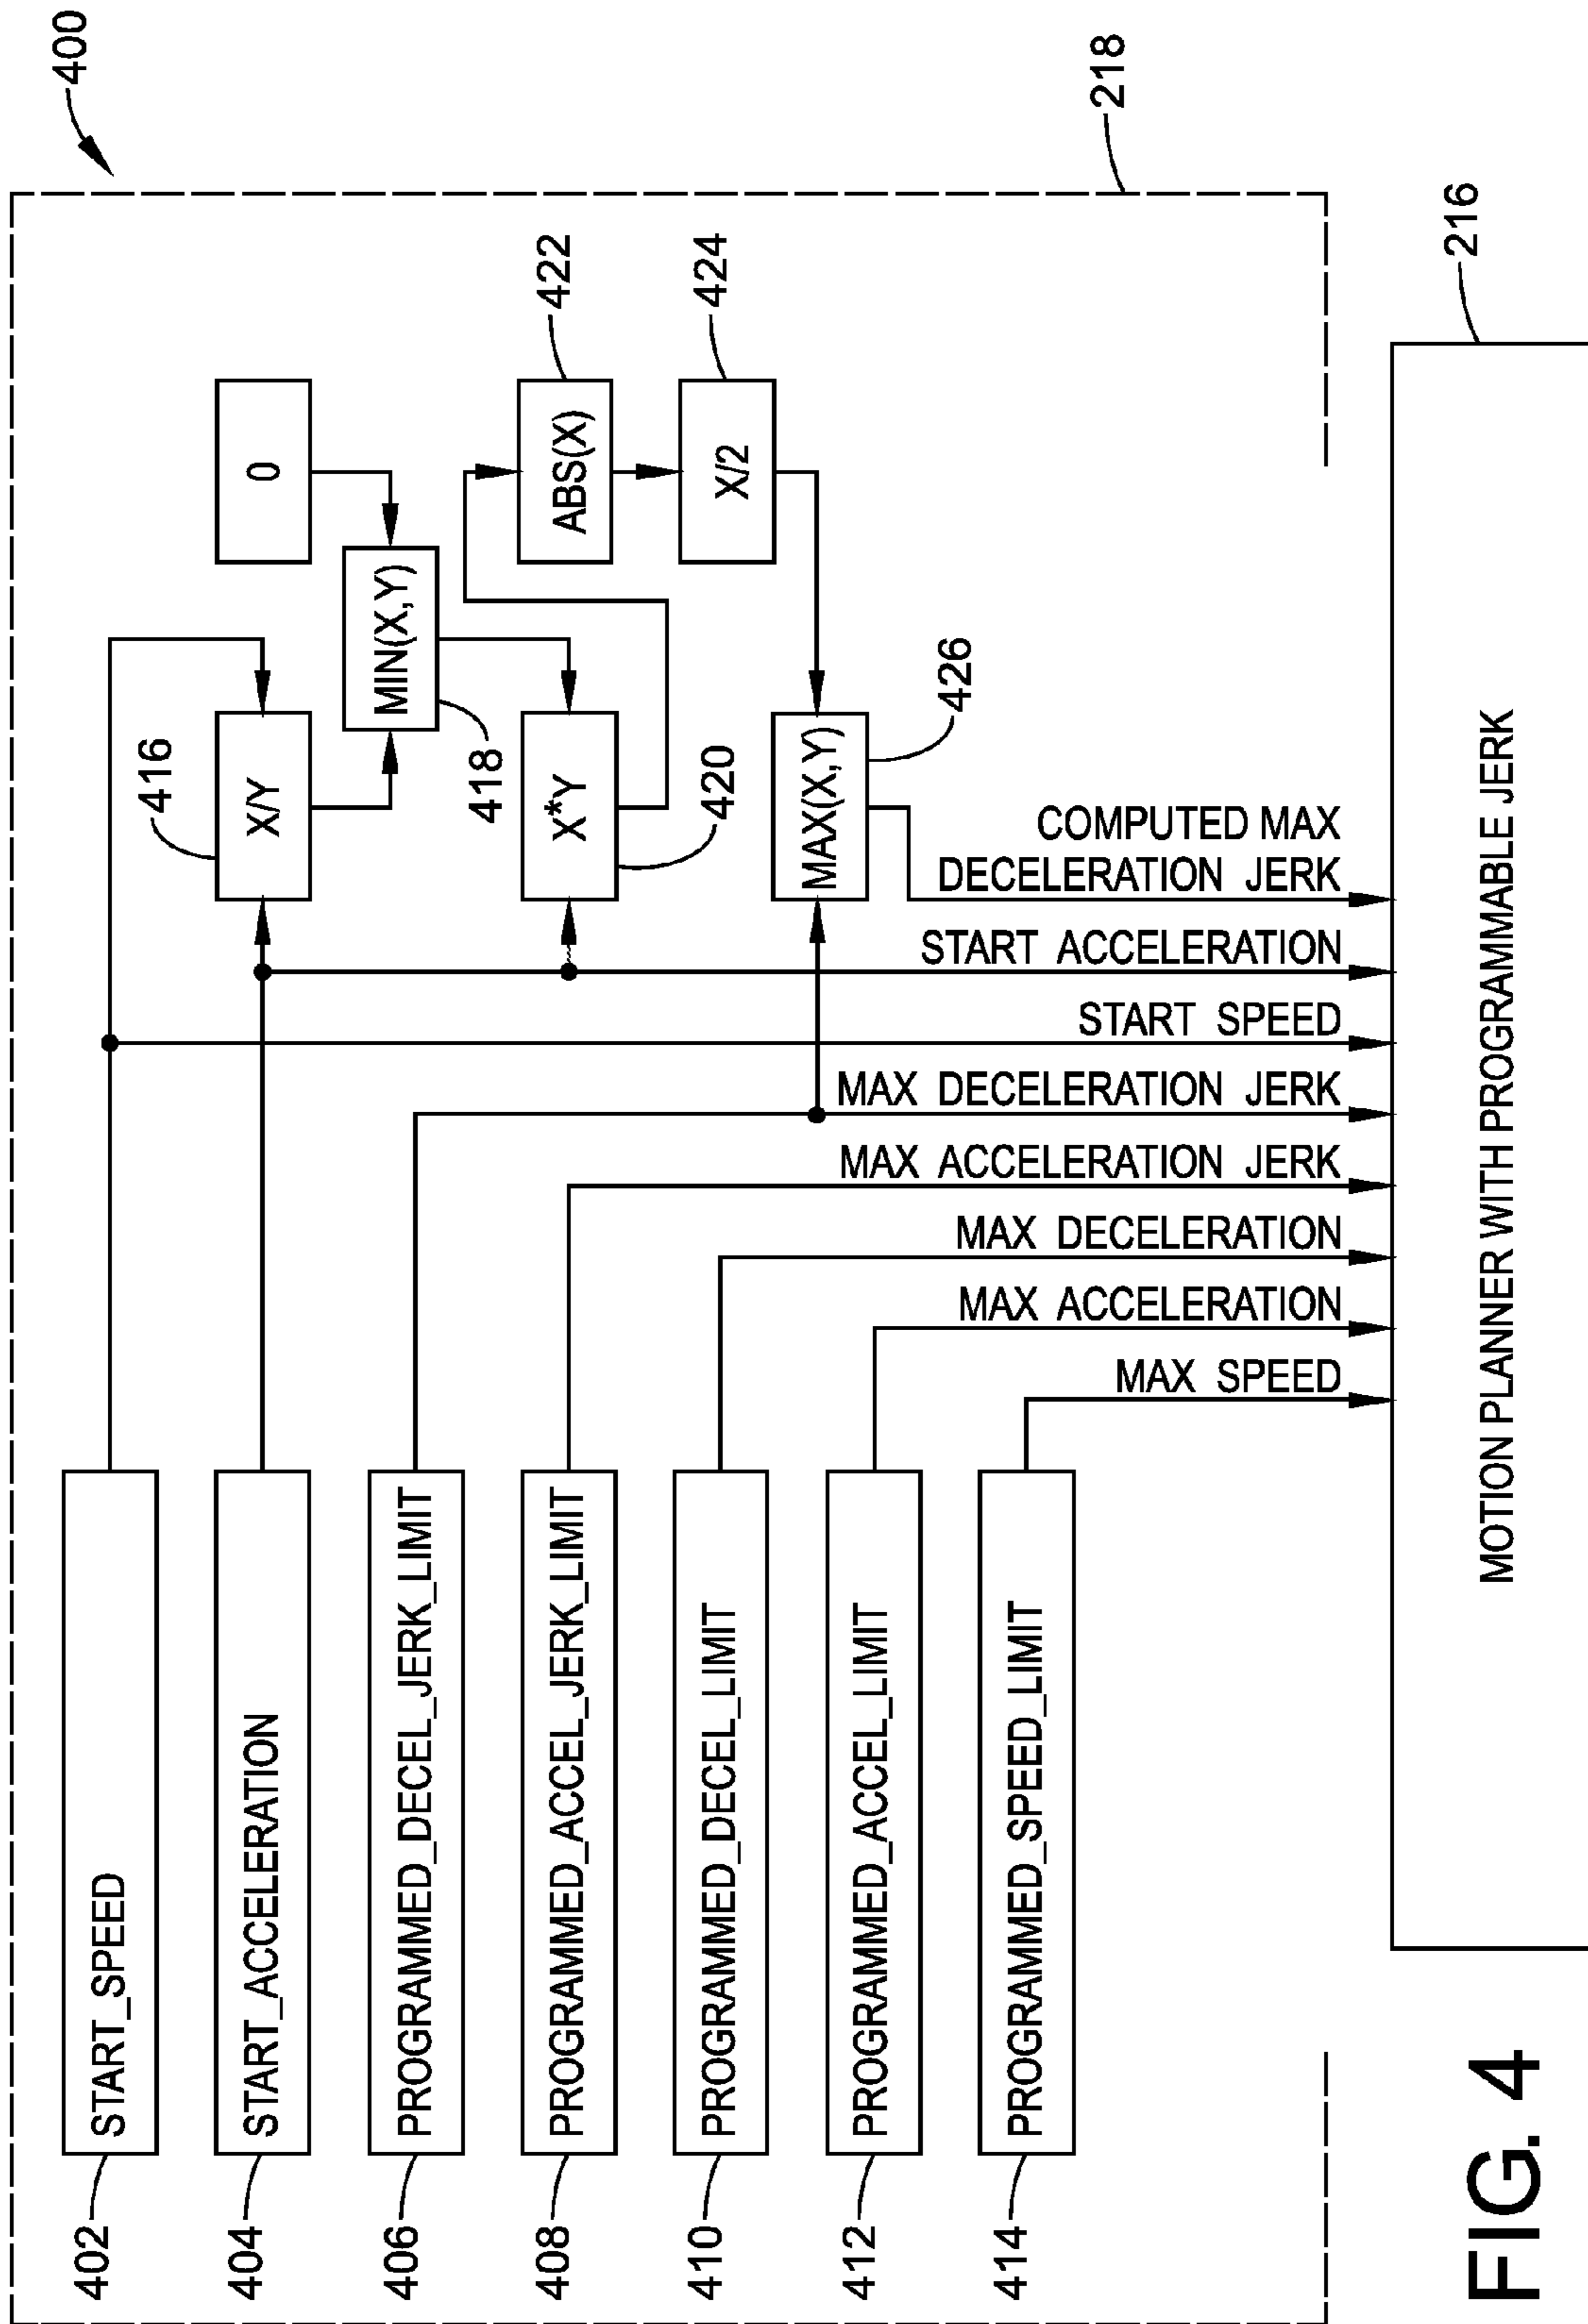 400
402
START_SPEED
404
START_ACCELERATION
406
PROGRAMMED_DECEL_JERK_LIMIT
408
PROGRAMMED_ACCEL_JERK_LIMIT
410
PROGRAMMED_DECEL_LIMIT
412
PROGRAMMED_ACCEL_LIMIT
414
PROGRAMMED_SPEED_LIMIT
416
X/Y
0
MIN(X,Y)
418
X*Y
420
ABS(X)
422
X/2
424
MAX(X,Y)
426
218
MAX SPEED
MAX ACCELERATION
MAX DECELERATION
MAX ACCELERATION JERK
MAX DECELERATION JERK
START SPEED
START ACCELERATION
COMPUTED MAX
DECELERATION JERK
216
MOTION PLANNER WITH PROGRAMMABLE JERK
FIG. 4